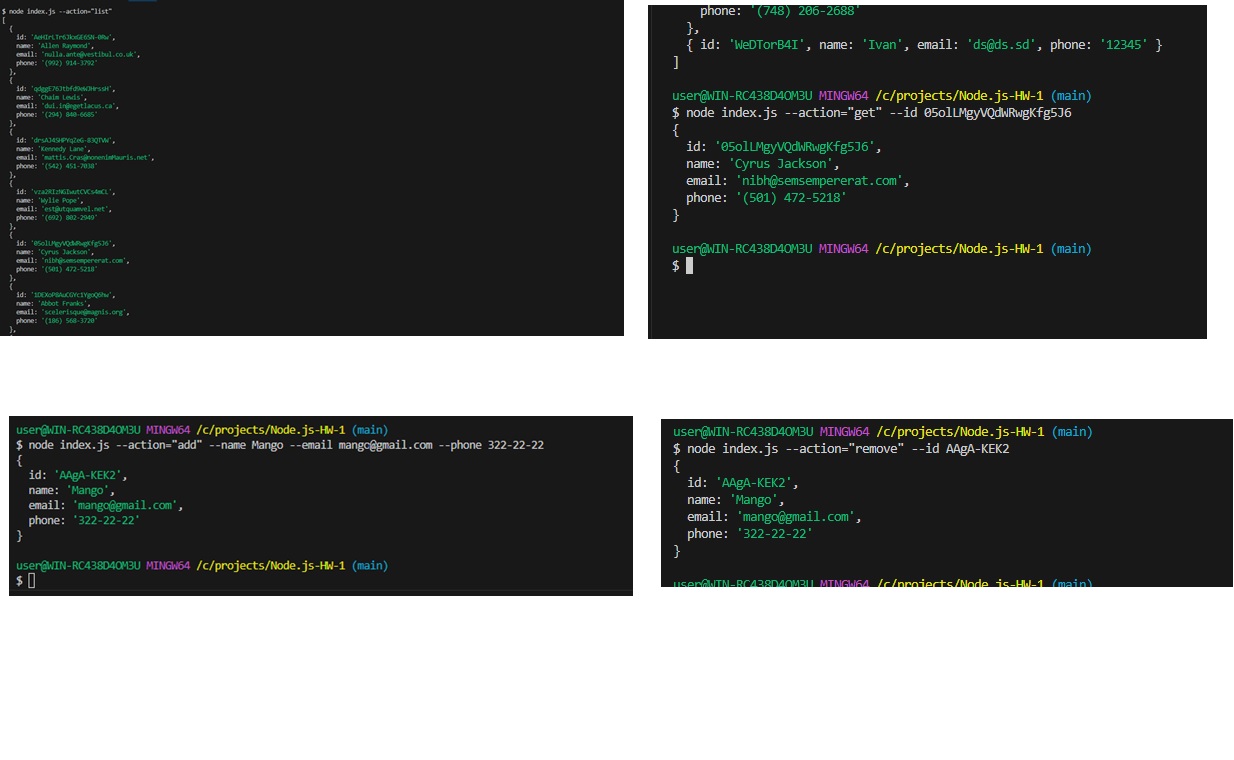 $ node index.js --action="list"
[
{
id: 'AeHIrLTr6JkxGE6SN-0Rw',
name: 'Allen Raymond',
email: 'nulla.ante@vestibul.co.uk',
phone: '(992) 914-3792'
},
{
id: 'qdggE76Jtbfd9eWJHrssH',
name: 'Chaim Lewis',
email: 'dui.in@egetlacus.ca',
phone: '(294) 840-6685'
},
{
id: 'drsAJ4SHPYqZeG-83QTVW',
name: 'Kennedy Lane',
email: 'mattis.Cras@nonenimMauris.net',
phone: '(542) 451-7038'
},
{
id: 'vza2RIzNGIwutCVCs4mCL',
name: 'Wylie Pope',
email: 'est@utquamvel.net',
phone: '(692) 802-2949'
},
{
id: '05olLMgyVQdWRwgKfg5J6',
name: 'Cyrus Jackson',
email: 'nibh@semsempererat.com',
phone: '(501) 472-5218'
},
{
id: '1DEXoP8AuCGYc1YgoQ6hw',
name: 'Abbot Franks',
email: 'scelerisque@magnis.org',
phone: '(186) 568-3720'
},
phone: '(748) 206-2688'
},
{ id: 'WeDTorB4I', name: 'Ivan', email: 'ds@ds.sd', phone: '12345' }
]
user@WIN-RC438D4OM3U MINGW64 /c/projects/Node.js-HW-1 (main)
$ node index.js --action="get" --id 05olLMgyVQdWRwgKfg5J6
{
id: '05olLMgyVQdWRwgKfg5J6',
name: 'Cyrus Jackson',
email: 'nibh@semsempererat.com',
phone: '(501) 472-5218'
}
user@WIN-RC438D4OM3U MINGW64 /c/projects/Node.js-HW-1 (main)
$
user@WIN-RC438D4OM3U MINGW64 /c/projects/Node.js-HW-1 (main)
$ node index.js --action="add" --name Mango --email mango@gmail.com --phone 322-22-22
{
id: 'AAgA-KEK2',
name: 'Mango',
email: 'mango@gmail.com',
phone: '322-22-22'
}
user@WIN-RC438D4OM3U MINGW64 /c/projects/Node.js-HW-1 (main)
$
user@WIN-RC438D4OM3U MINGW64 /c/projects/Node.js-HW-1 (main)
$ node index.js --action="remove" --id AAgA-KEK2
{
id: 'AAgA-KEK2',
name: 'Mango',
email: 'mango@gmail.com',
phone: '322-22-22'
}
user@WIN-RC438D4OM3U MINGW64 /c/projects/Node.js-HW-1 (main)